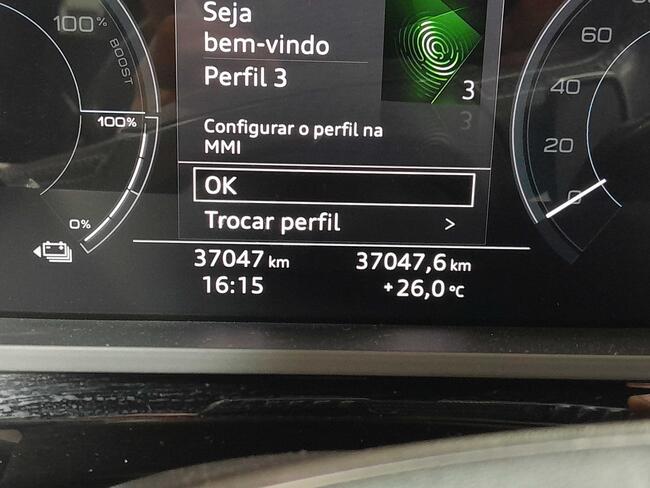 100%
BOOST
100%
0%
Seja
bem-vindo
Perfil 3
3
3
Configurar o perfil na
MMI
OK
Trocar perfil >
37047 km
37047,6 km
16:15
+26,0 °C
60
40
20
0